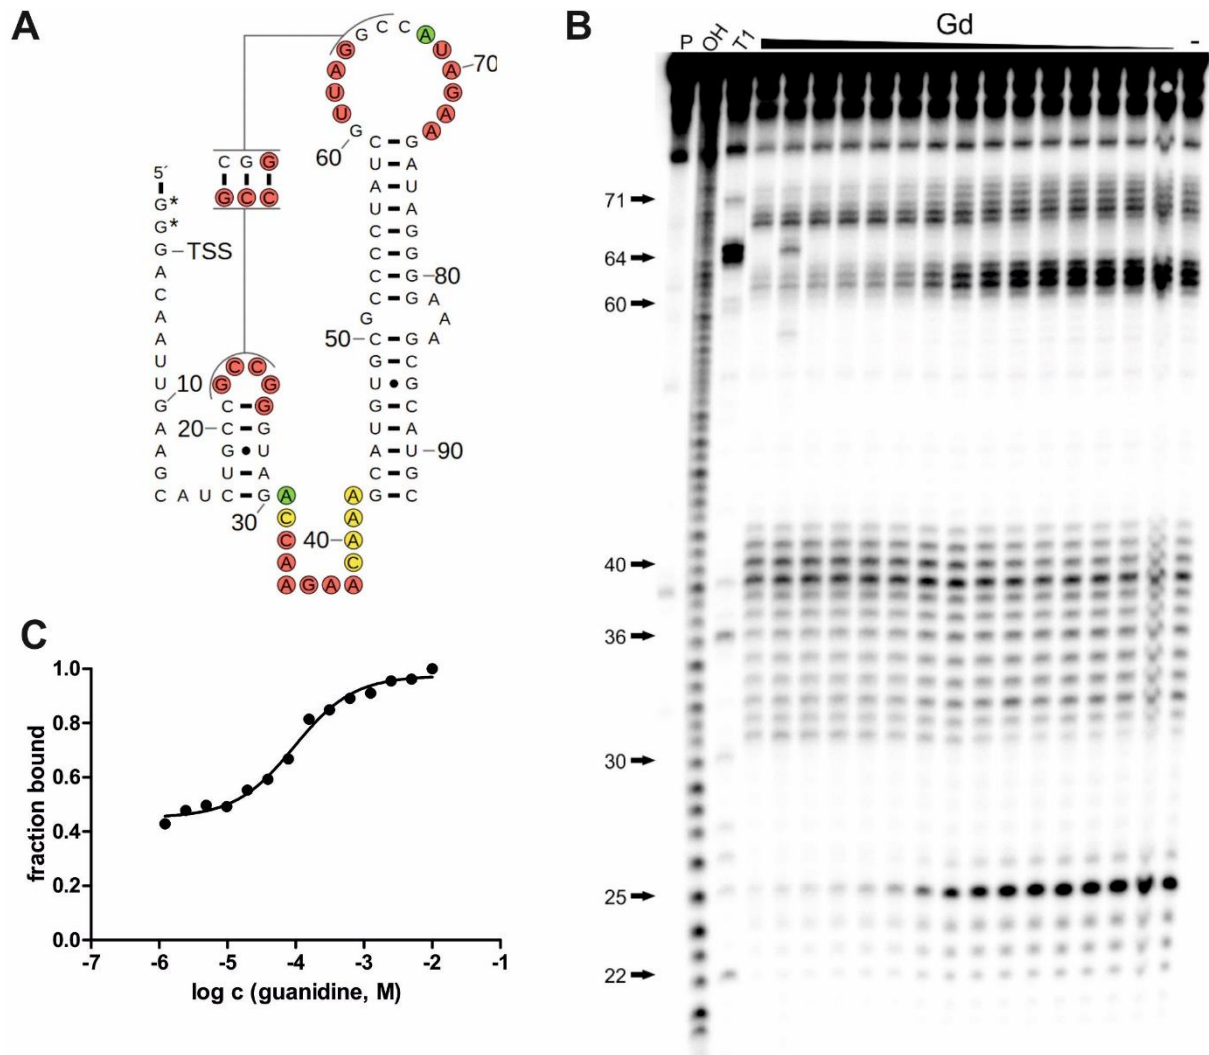 A
G G C C A
G U
A A 70
U G
U A
60 G A
C G
C G G U A
5´ A U
G C C
G* U A
G* C G
G TSS C G
A C G 80
C G G A
A G A
A 50 C G A
U C C G C
U 10 G G U G
G C G G C
A 20 C G U A
A G U A U 90
G U A C G
C A U C G A A G C
30 C A
C 40 A
A C
A G A A
B
P OH T1 Gd -
71
64
60
40
36
30
25
22
C
fraction bound
1.0
0.8
0.6
0.4
0.2
0.0
-7 -6 -5 -4 -3 -2 -1
log c (guanidine, M)